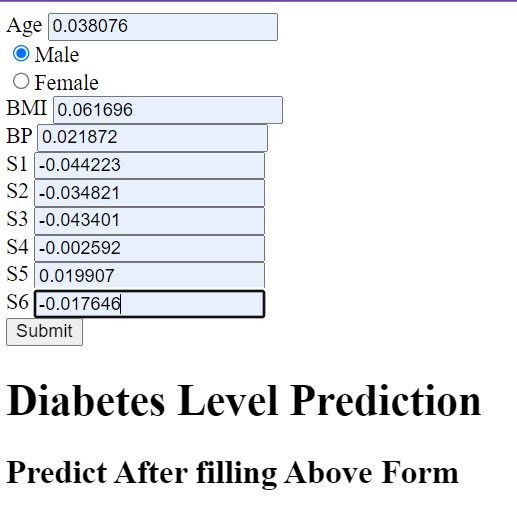 Age 0.038076
Male
Female
BMI 0.061696
BP 0.021872
S1 -0.044223
S2 -0.034821
S3 -0.043401
S4 -0.002592
S5 0.019907
S6 -0.017646
Submit
Diabetes Level Prediction
Predict After filling Above Form